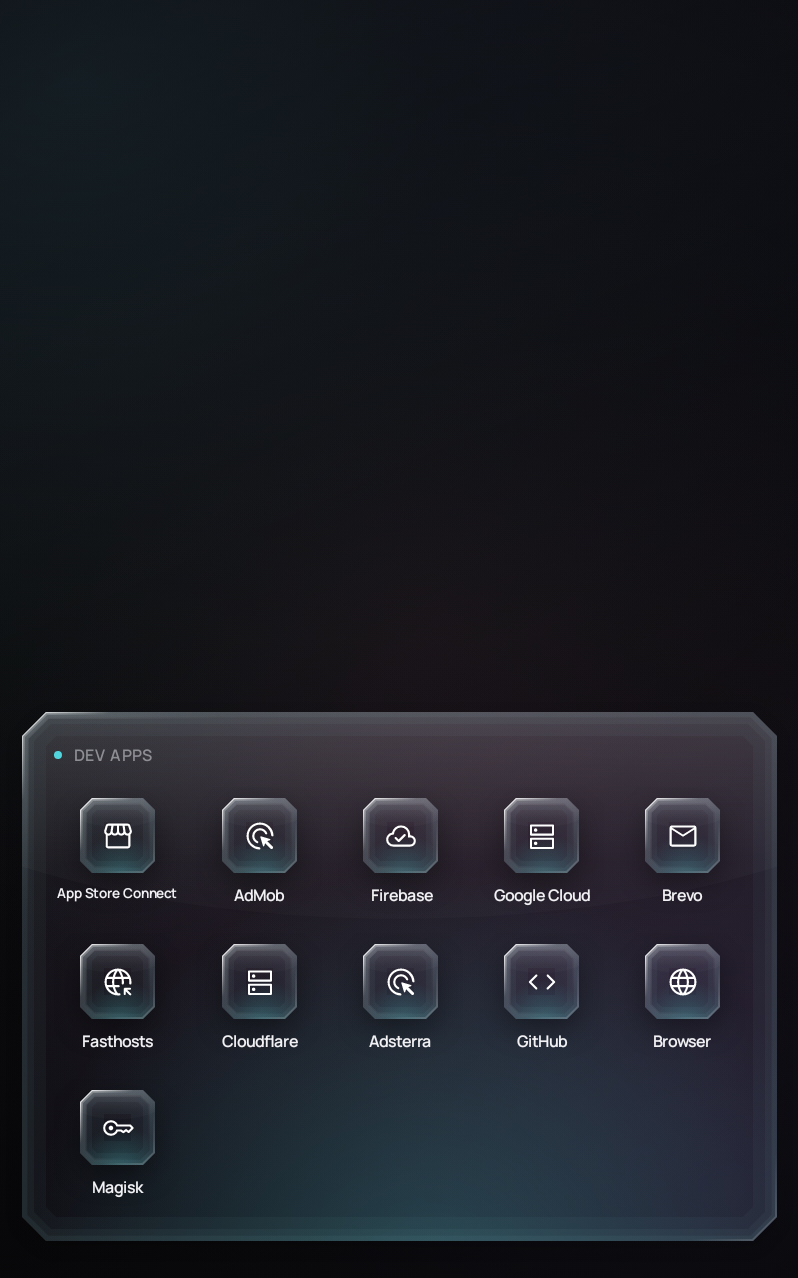 DEV APPS
App Store Connect
AdMob
Firebase
Google Cloud
Brevo
Fasthosts
Cloudflare
Adsterra
GitHub
Browser
Magisk